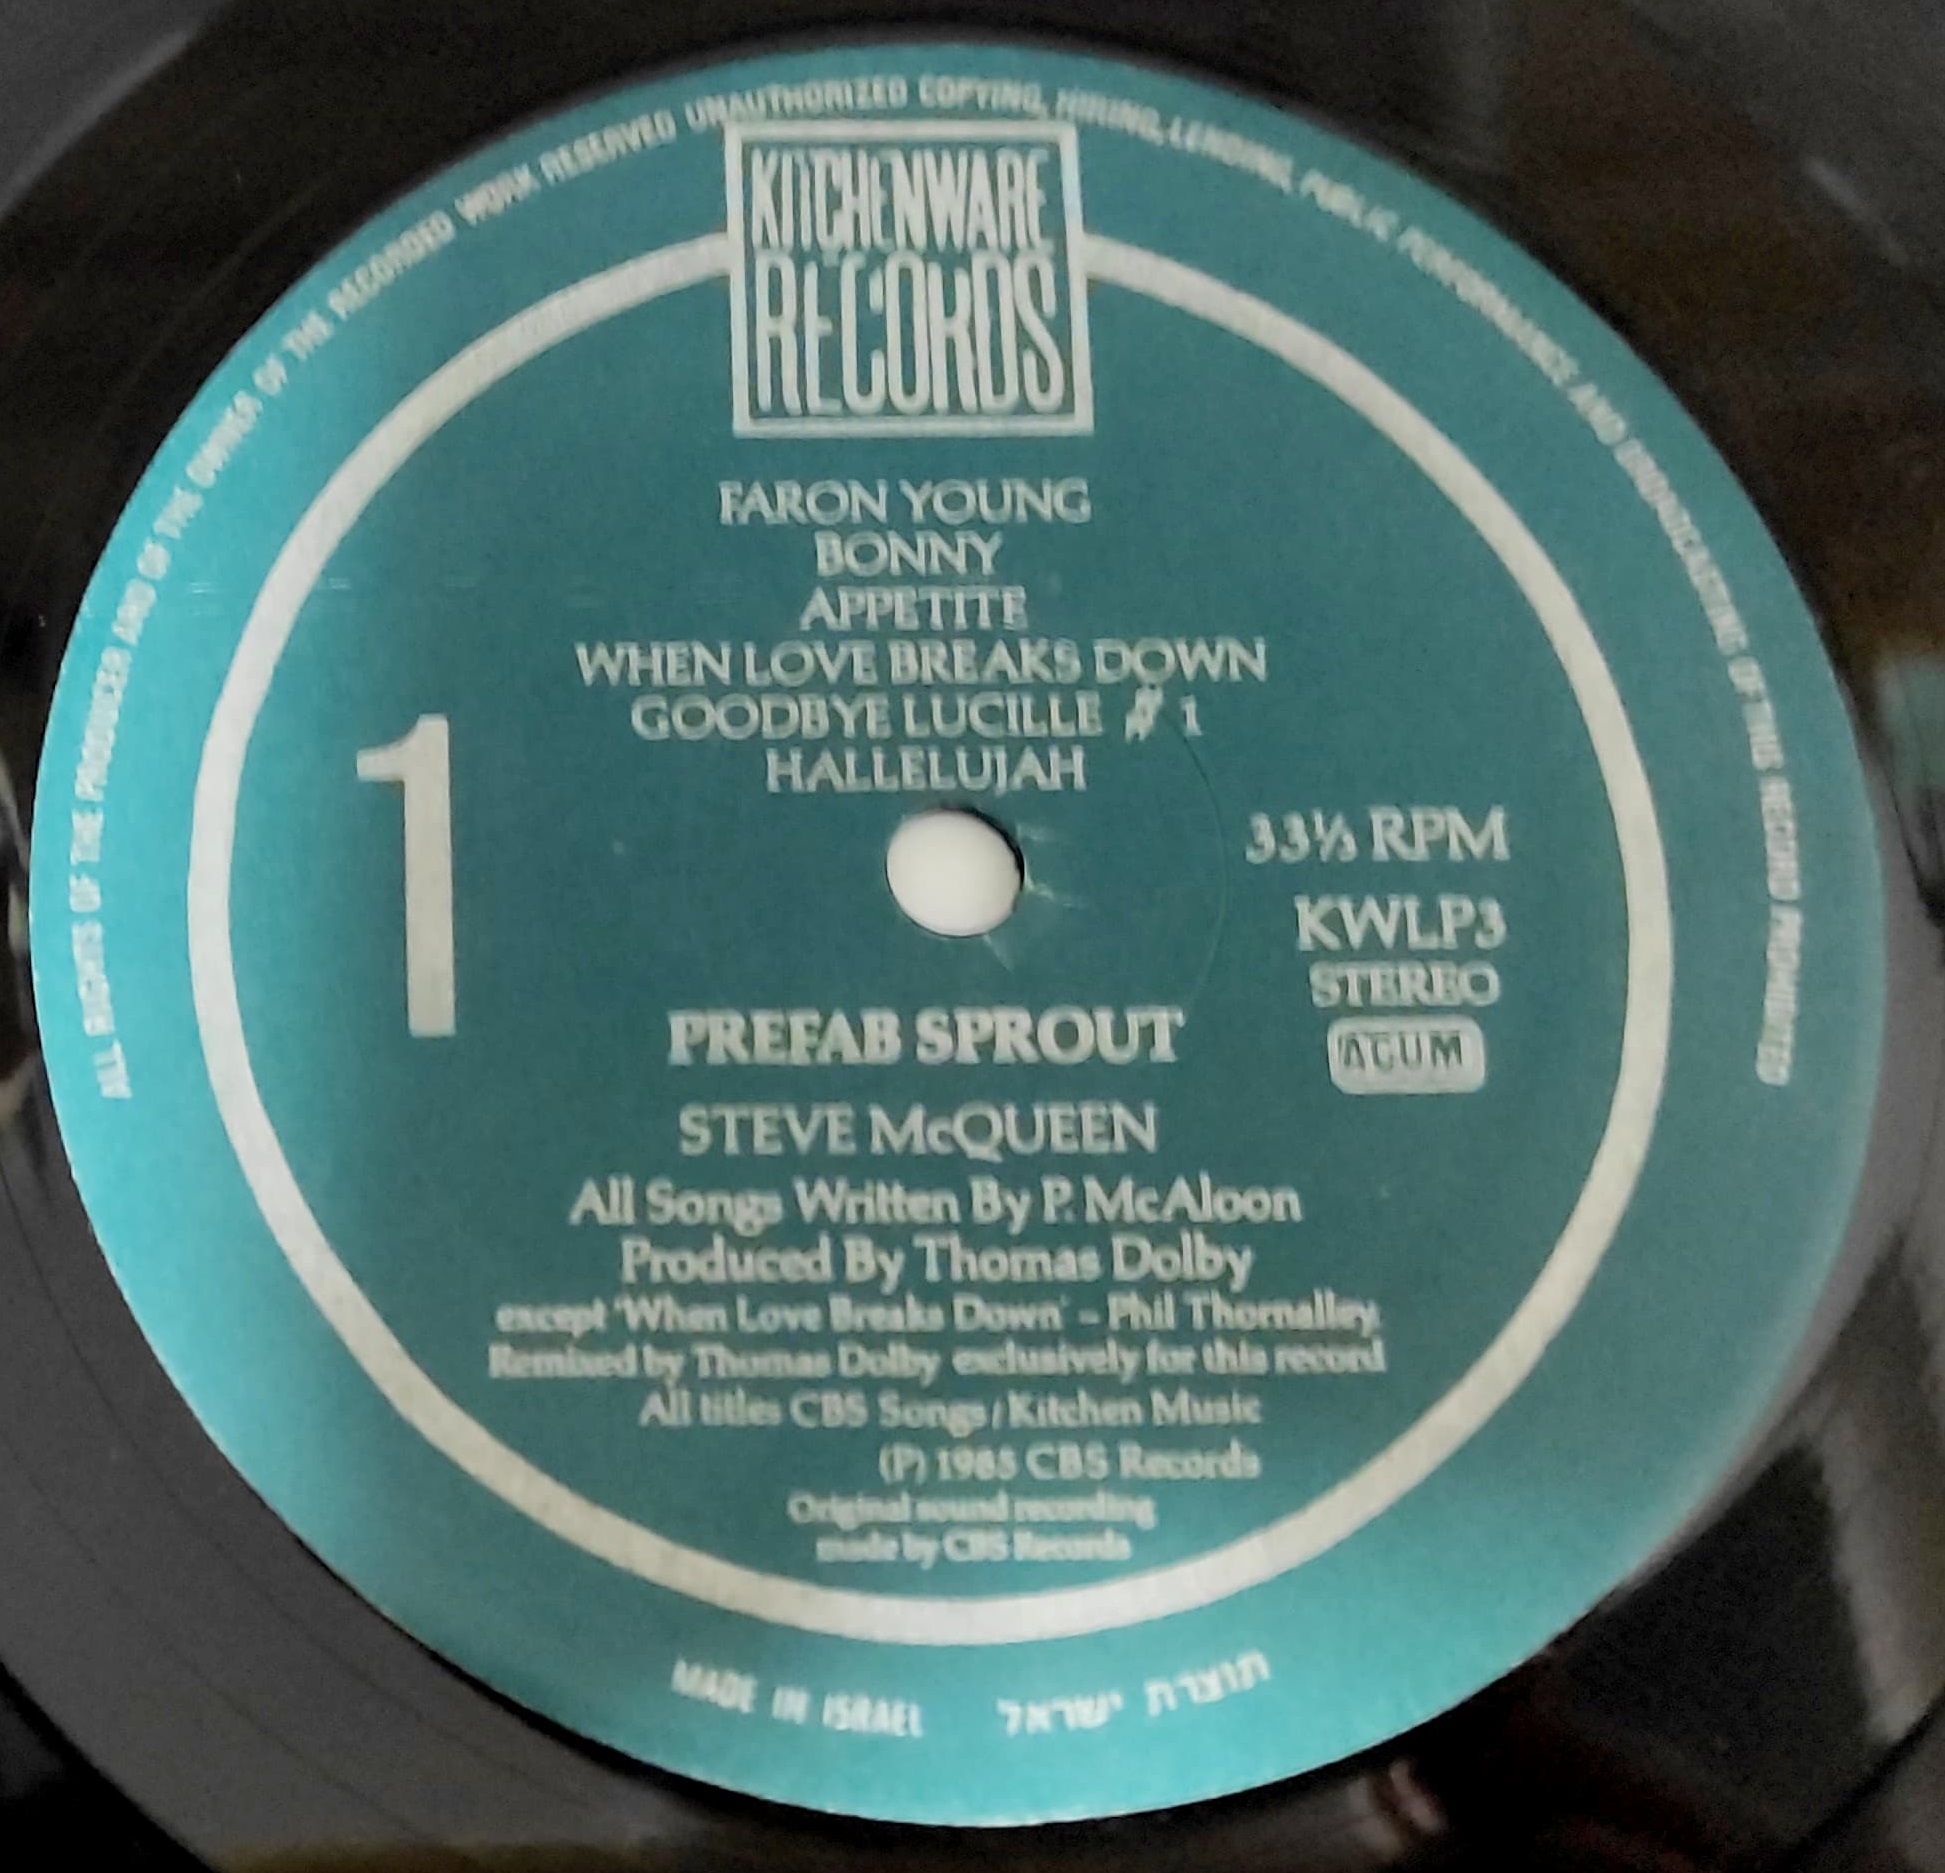 ALL RIGHTS OF THE PRODUCER AND OF THE OWNER OF THE RECORDED WORK RESERVED UNAUTHORIZED COPYING, HIRING, LENDING, PUBLIC PERFORMANCE AND BROADCASTING OF THIS RECORD PROHIBITED
KITCHENWARE
RECORDS
FARON YOUNG
BONNY
APPETITE
WHEN LOVE BREAKS DOWN
GOODBYE LUCILLE # 1
HALLELUJAH
1
33⅓ RPM
KWLP3
STEREO
ACUM
PREFAB SPROUT
STEVE McQUEEN
All Songs Written By P. McAloon
Produced By Thomas Dolby
except 'When Love Breaks Down' – Phil Thornalley.
Remixed by Thomas Dolby exclusively for this record
All titles CBS Songs/Kitchen Music
(P) 1985 CBS Records
Original sound recording
made by CBS Records
MADE IN ISRAEL תוצרת ישראל